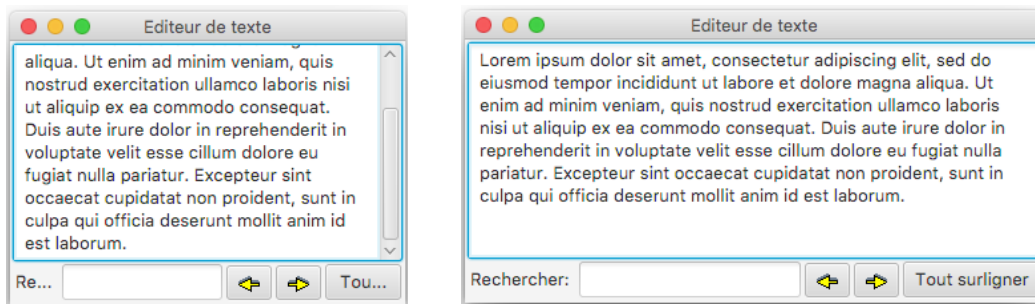 Editeur de texte
aliqua. Ut enim ad minim veniam, quis
nostrud exercitation ullamco laboris nisi
ut aliquip ex ea commodo consequat.
Duis aute irure dolor in reprehenderit in
voluptate velit esse cillum dolore eu
fugiat nulla pariatur. Excepteur sint
occaecat cupidatat non proident, sunt in
culpa qui officia deserunt mollit anim id
est laborum.
Re...
Tou...
Editeur de texte
Lorem ipsum dolor sit amet, consectetur adipiscing elit, sed do
eiusmod tempor incididunt ut labore et dolore magna aliqua. Ut
enim ad minim veniam, quis nostrud exercitation ullamco laboris
nisi ut aliquip ex ea commodo consequat. Duis aute irure dolor in
reprehenderit in voluptate velit esse cillum dolore eu fugiat nulla
pariatur. Excepteur sint occaecat cupidatat non proident, sunt in
culpa qui officia deserunt mollit anim id est laborum.
Rechercher:
Tout surligner